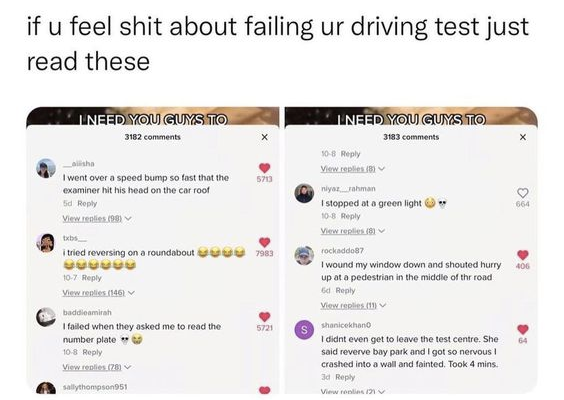 if u feel shit about failing ur driving test just
read these
I NEED YOU GUYS TO
3182 comments
__aliisha
I went over a speed bump so fast that the
examiner hit his head on the car roof
5d Reply
5713
View replies (98)
txbs__
i tried reversing on a roundabout 😂😂😂😂
😂😂😂😂😂😂
10-7 Reply
7983
View replies (146)
baddieamirah
I failed when they asked me to read the
number plate 💀😭
10-8 Reply
5721
View replies (78)
sallythompson951
I NEED YOU GUYS TO
3183 comments
10-8 Reply
View replies (8)
niyaz__rahman
I stopped at a green light 😳💀
10-8 Reply
664
View replies (8)
rockaddo87
I wound my window down and shouted hurry
up at a pedestrian in the middle of thr road
6d Reply
406
View replies (11)
S
shanicekhan0
I didnt even get to leave the test centre. She
said reverve bay park and I got so nervous I
crashed into a wall and fainted. Took 4 mins.
3d Reply
64
View replies (2)